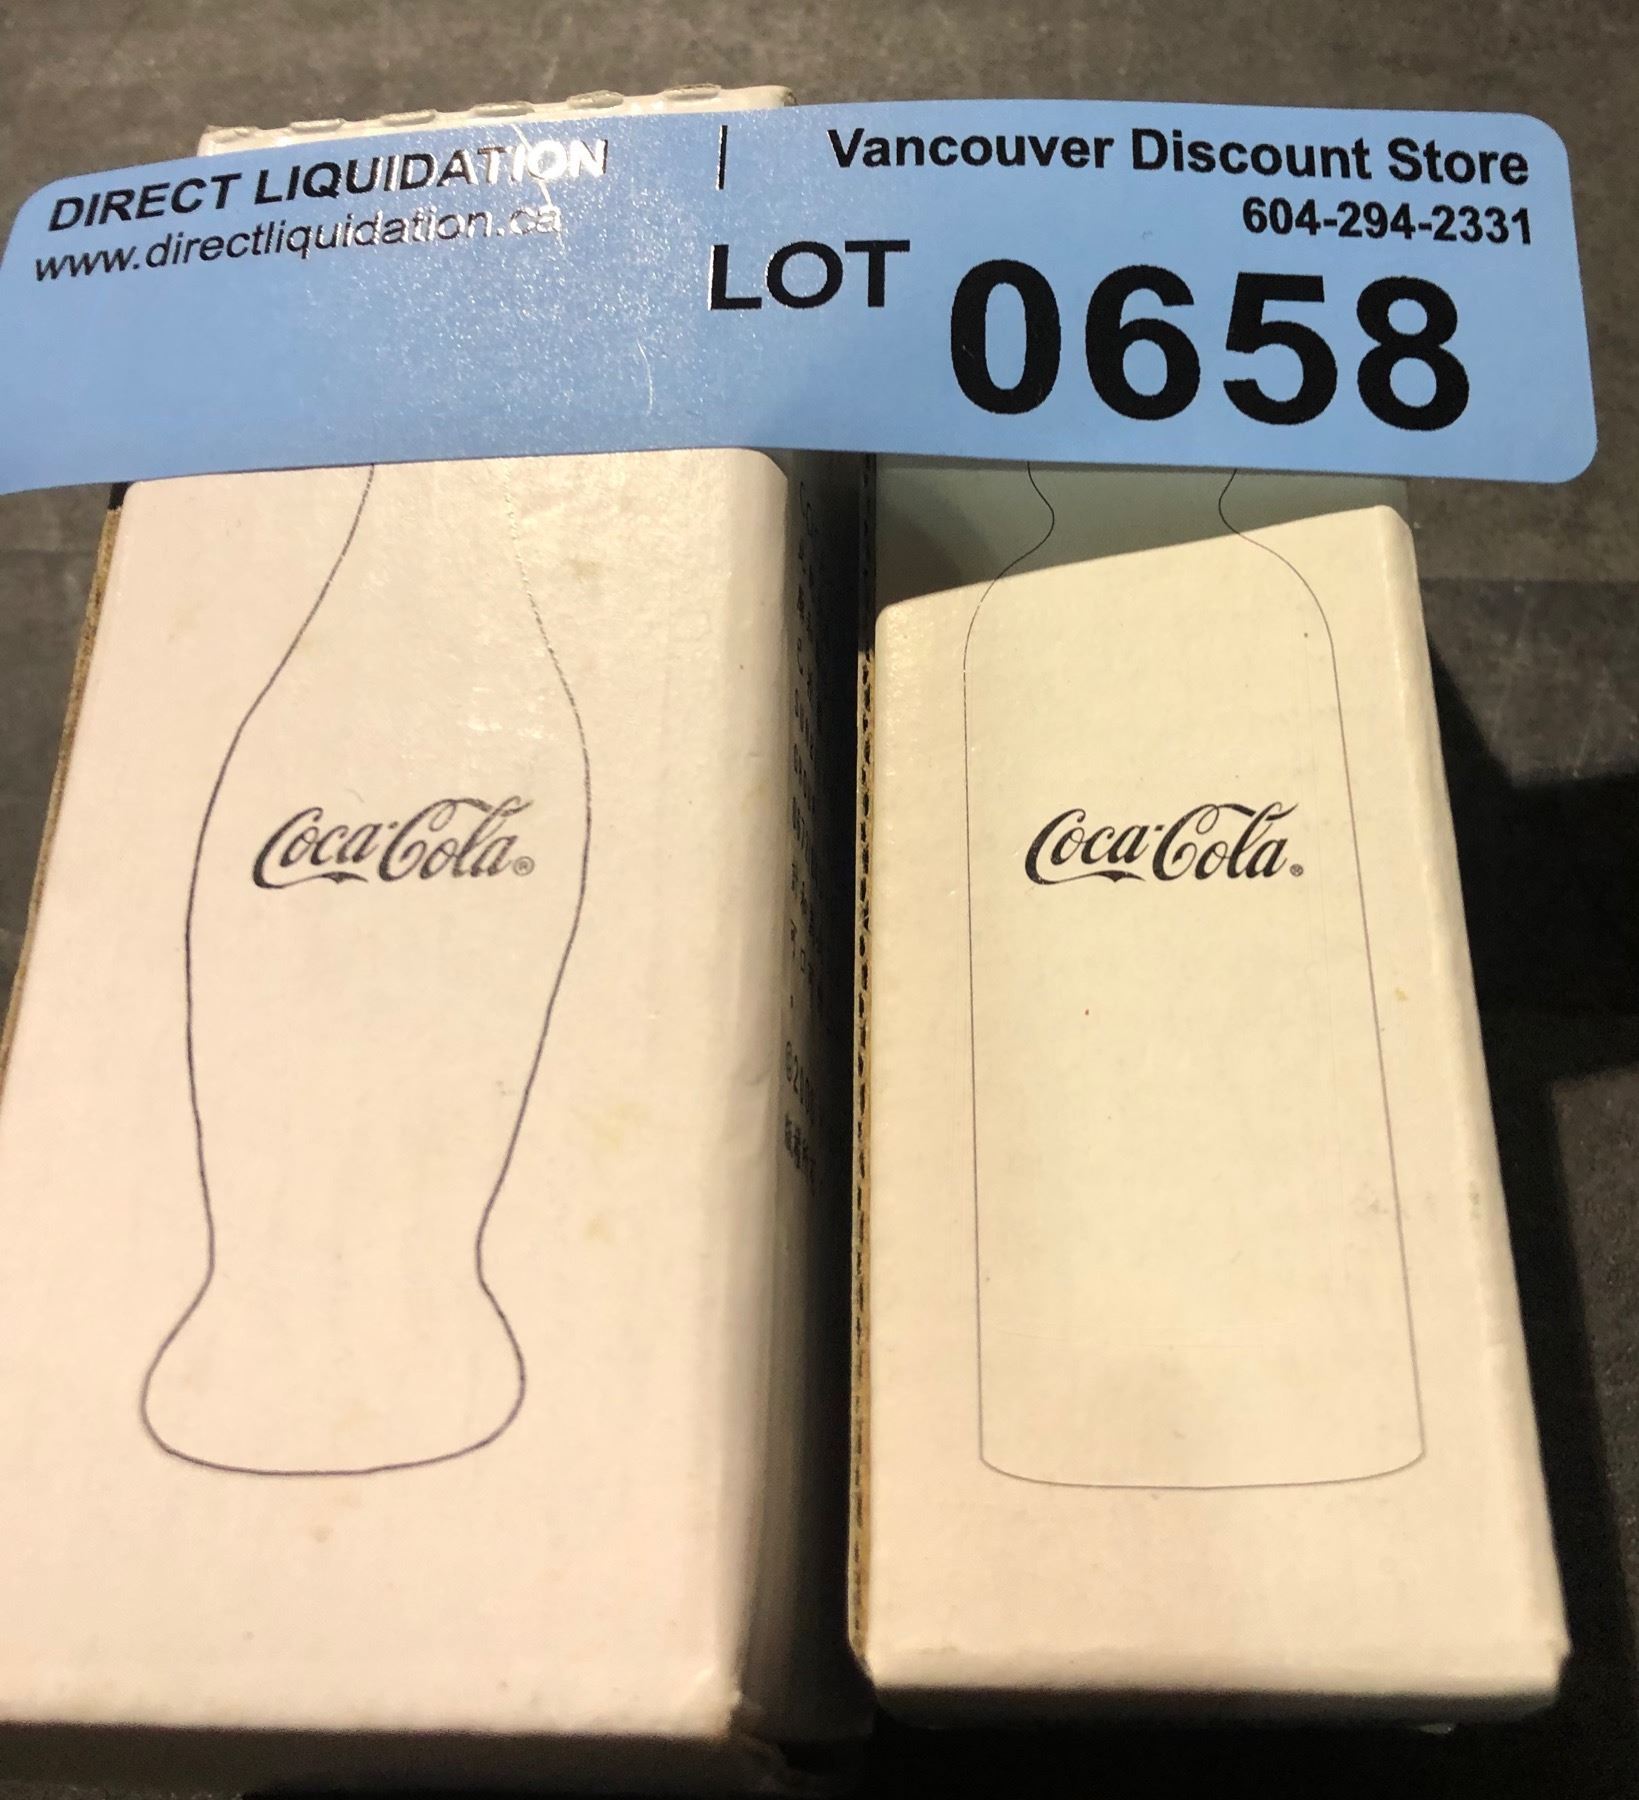 DIRECT LIQUIDATION | Vancouver Discount Store
www.directliquidation.ca
604-294-2331
LOT 0658
Coca-Cola®
Coca-Cola®